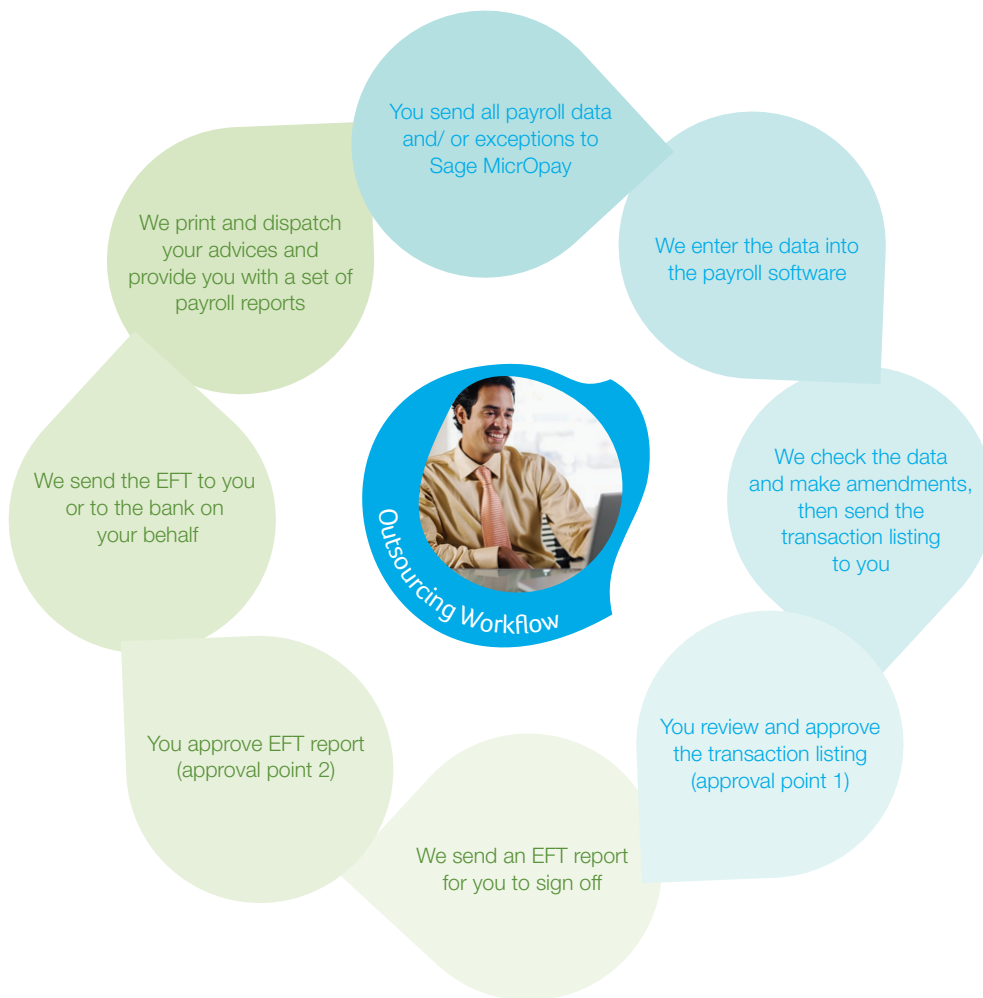 You send all payroll data
and/ or exceptions to
Sage MicrOpay
We enter the data into
the payroll software
We check the data
and make amendments,
then send the
transaction listing
to you
You review and approve
the transaction listing
(approval point 1)
We send an EFT report
for you to sign off
You approve EFT report
(approval point 2)
We send the EFT to you
or to the bank on
your behalf
We print and dispatch
your advices and
provide you with a set of
payroll reports
Outsourcing Workflow